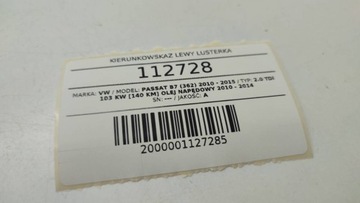 KIERUNKOWSKAZ LEWY LUSTERKA
112728
MARKA: VW / MODEL: PASSAT B7 (362) 2010 - 2015 / TYP: 2.0 TDI
103 KW [140 KM] OLEJ NAPĘDOWY 2010 - 2014
SN: --- / JAKOŚĆ: A
2000001127285